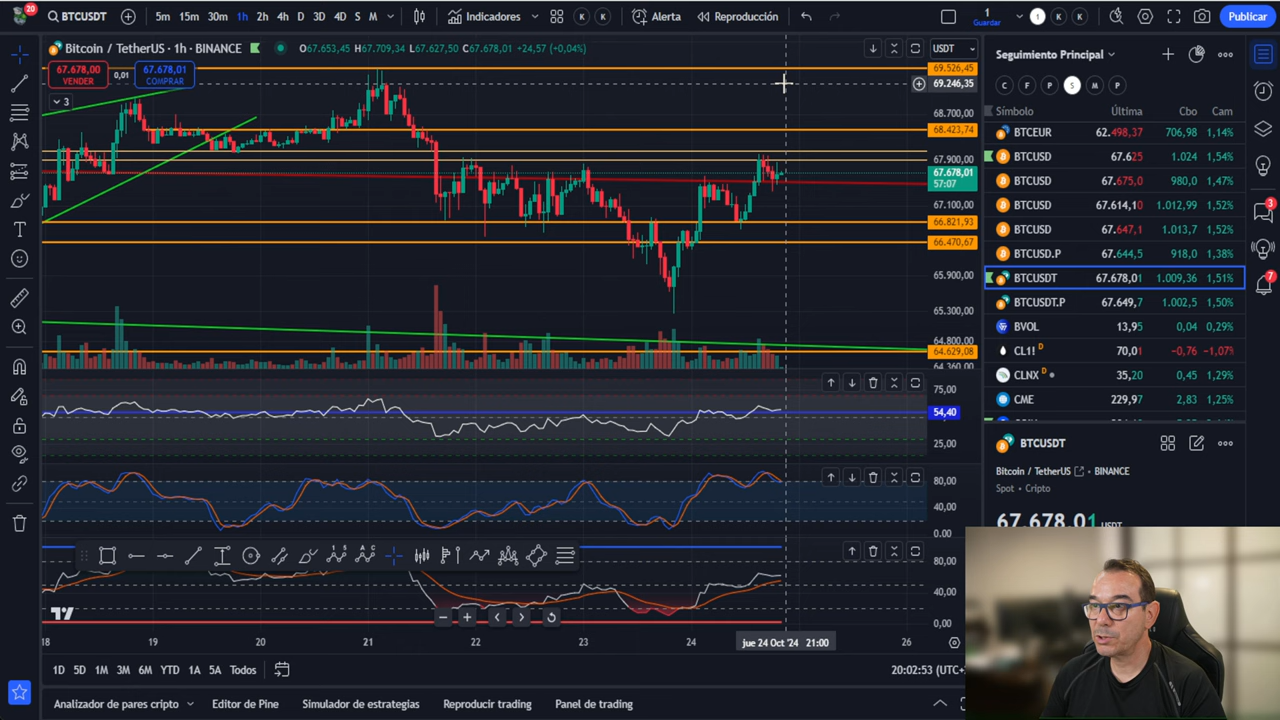 20
BTCUSDT
5m 15m 30m 1h 2h 4h D 3D 4D S M
Indicadores
K K
Alerta
Reproducción
1
Guardar
1 K K
Publicar
Bitcoin / TetherUS · 1h · BINANCE
O67.653,45 H67.709,34 L67.627,50 C67.678,01 +24,57 (+0,04%)
USDT
67.678,00
VENDER
0,01
67.678,01
COMPRAR
3
69.526,45
69.246,35
68.700,00
68.423,74
67.900,00
67.678,01
57:07
67.100,00
66.821,93
66.470,67
65.900,00
65.300,00
64.800,00
64.629,08
64.360,00
75,00
54,40
25,00
80,00
40,00
0,00
80,00
40,00
0,00
18 19 20 21 22 23 24 jue 24 Oct '24 21:00 26
1D 5D 1M 3M 6M YTD 1A 5A Todos
20:02:53 (UTC+
Analizador de pares cripto
Editor de Pine
Simulador de estrategias
Reproducir trading
Panel de trading
Seguimiento Principal
C F P S M P
Símbolo Última Cbo Cam
BTCEUR 62.498,37 706,98 1,14%
BTCUSD 67.625 1.024 1,54%
BTCUSD 67.675,0 980,0 1,47%
BTCUSD 67.614,10 1.012,99 1,52%
BTCUSD 67.647,1 1.013,7 1,52%
BTCUSD.P 67.644,5 918,0 1,38%
BTCUSDT 67.678,01 1.009,36 1,51%
BTCUSDT.P 67.649,7 1.002,5 1,50%
BVOL 13,95 0,04 0,29%
CL1! D 70,01 −0,76 −1,07%
CLNX D 35,20 0,45 1,29%
CME 229,97 2,83 1,25%
BTCUSDT
Bitcoin / TetherUS · BINANCE
Spot · Cripto
67.678,01 USDT
3
7